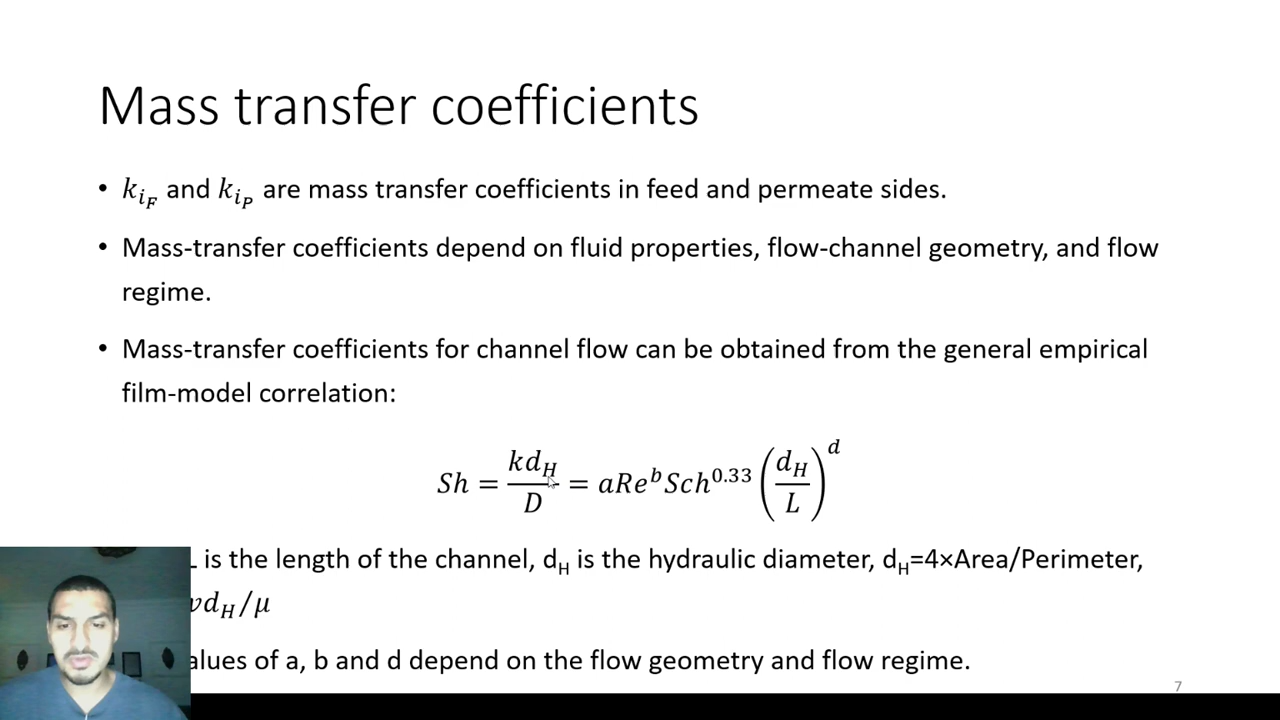 Mass transfer coefficients
• k_{i_F} and k_{i_P} are mass transfer coefficients in feed and permeate sides.
• Mass-transfer coefficients depend on fluid properties, flow-channel geometry, and flow
regime.
• Mass-transfer coefficients for channel flow can be obtained from the general empirical
film-model correlation:
Sh = \frac{kd_H}{D} = aRe^b Sch^{0.33} \left(\frac{d_H}{L}\right)^d
L is the length of the channel, d_H is the hydraulic diameter, d_H=4×Area/Perimeter,
vd_H/μ
alues of a, b and d depend on the flow geometry and flow regime.
7